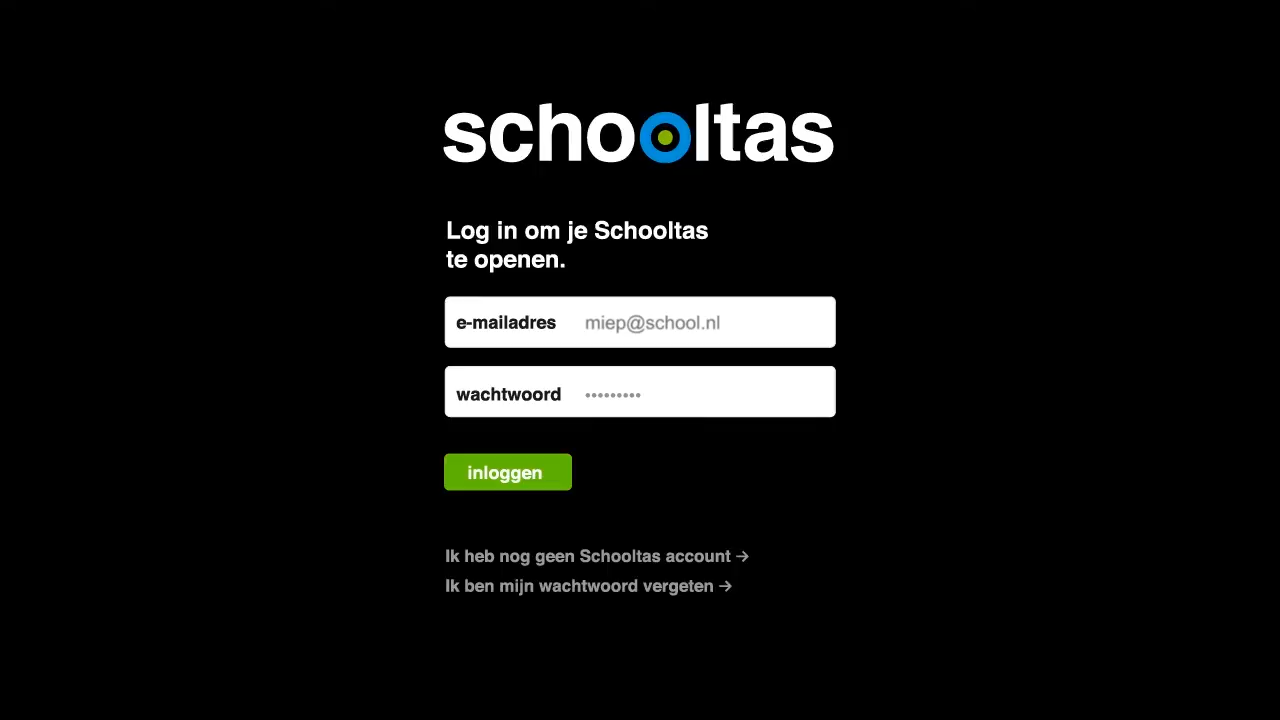 schooltas
Log in om je Schooltas
te openen.
e-mailadres miep@school.nl
wachtwoord •••••••••
inloggen
Ik heb nog geen Schooltas account →
Ik ben mijn wachtwoord vergeten →